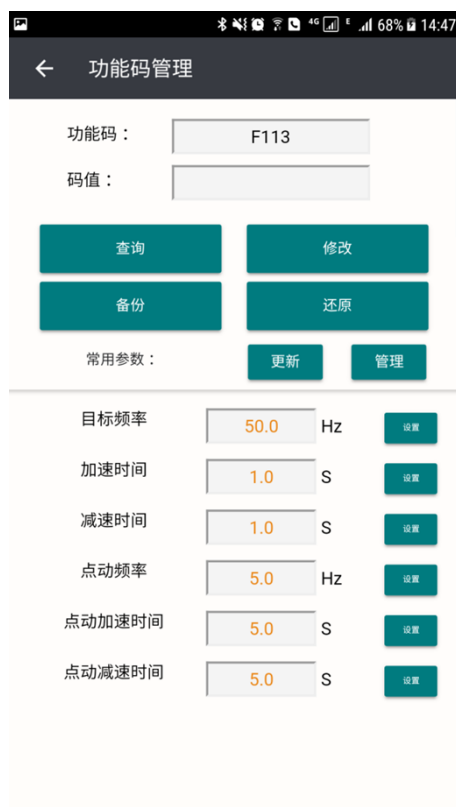 4G E 68% 14:47
功能码管理
功能码： F113
码值：
查询 修改
备份 还原
常用参数： 更新 管理
目标频率 50.0 Hz 设置
加速时间 1.0 S 设置
减速时间 1.0 S 设置
点动频率 5.0 Hz 设置
点动加速时间 5.0 S 设置
点动减速时间 5.0 S 设置